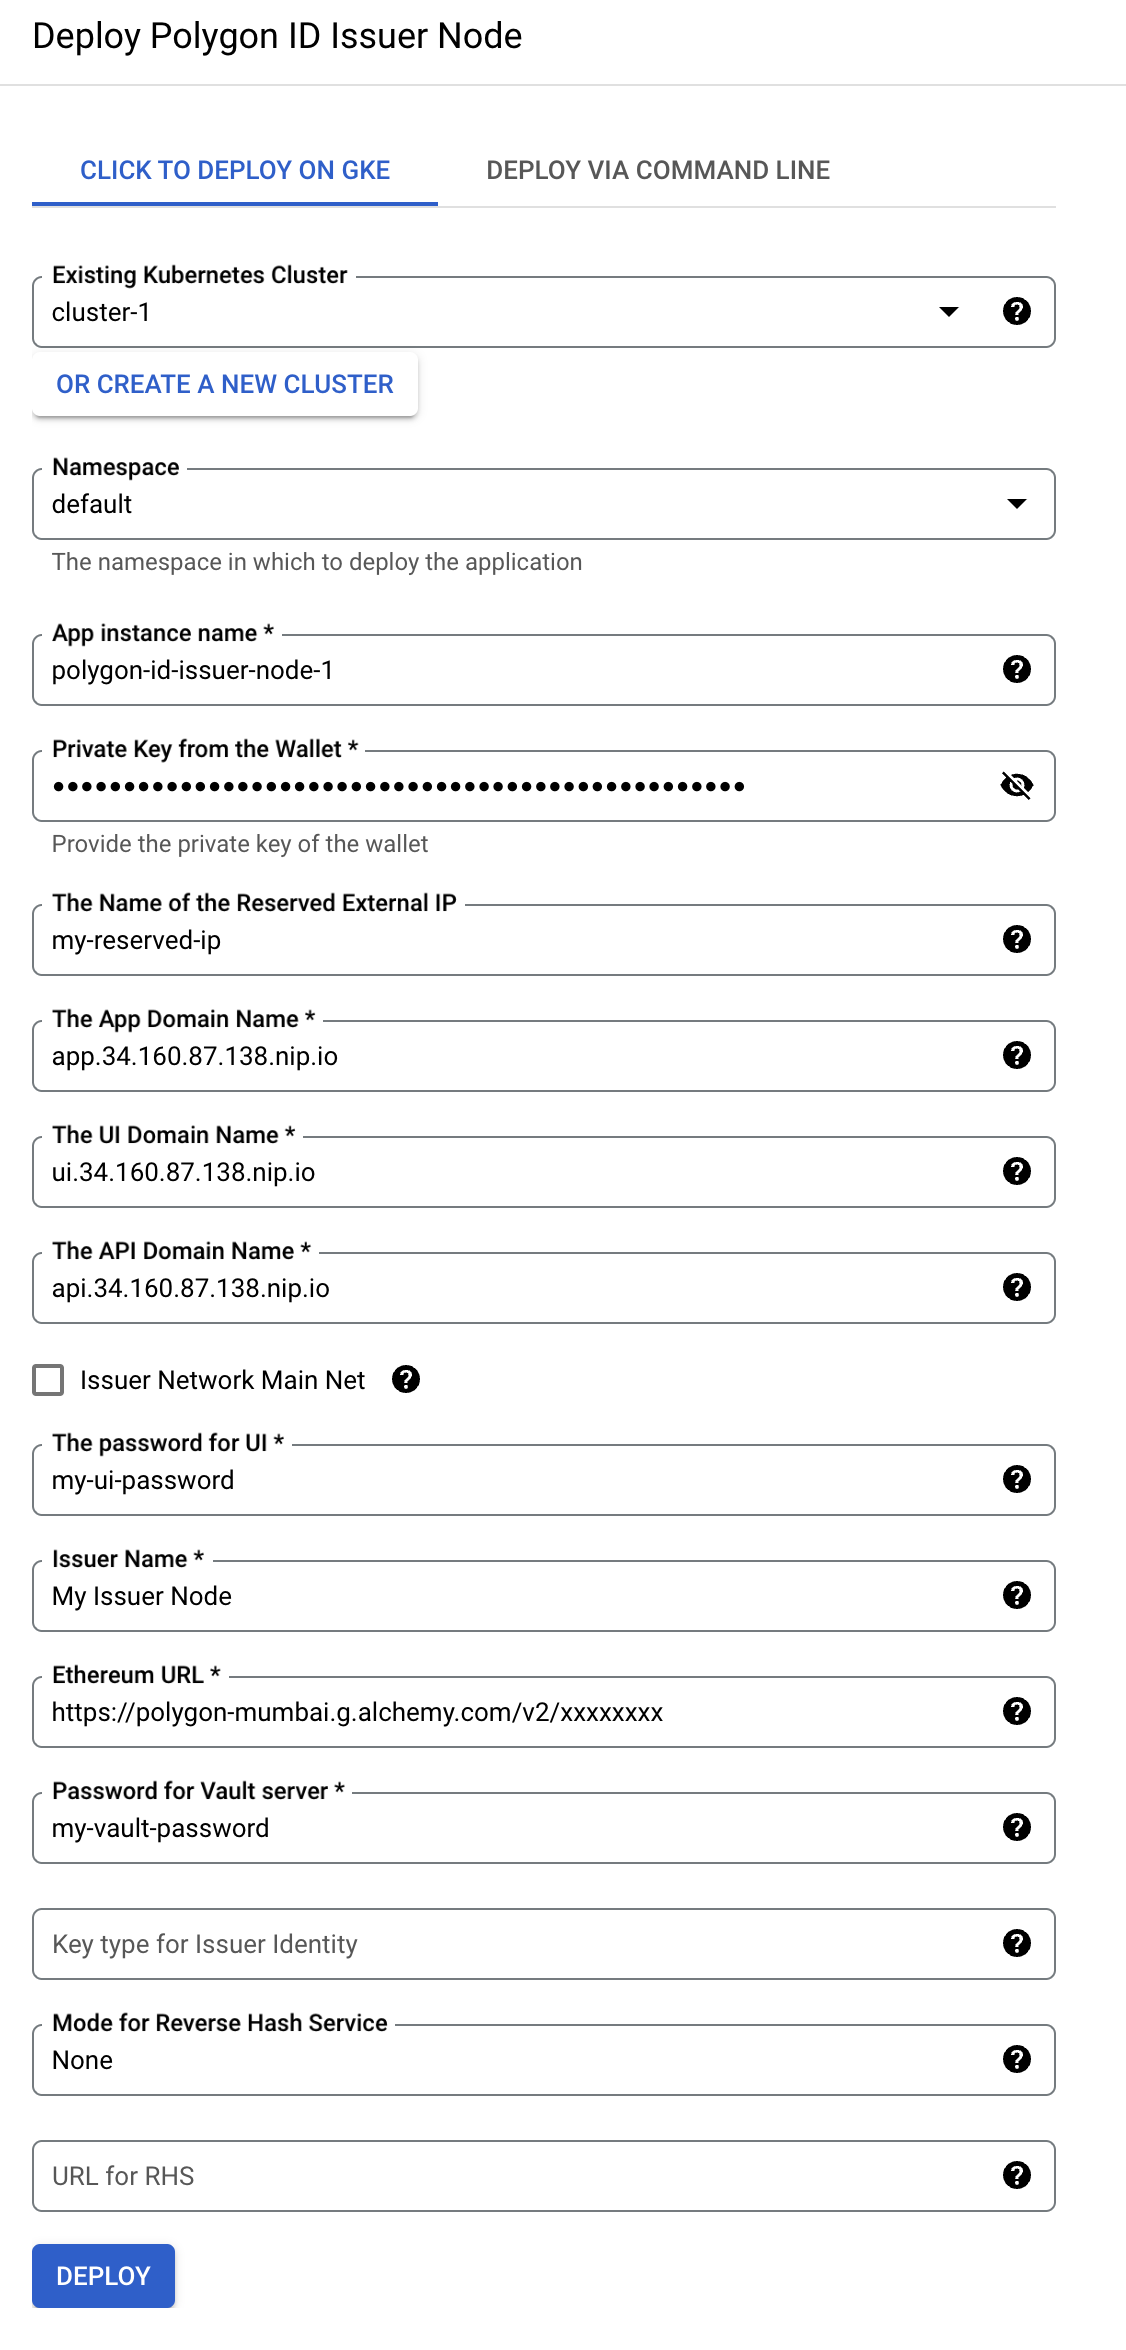 Deploy Polygon ID Issuer Node
CLICK TO DEPLOY ON GKE
DEPLOY VIA COMMAND LINE
Existing Kubernetes Cluster
cluster-1
OR CREATE A NEW CLUSTER
Namespace
default
The namespace in which to deploy the application
App instance name *
polygon-id-issuer-node-1
Private Key from the Wallet *
Provide the private key of the wallet
The Name of the Reserved External IP
my-reserved-ip
The App Domain Name *
app.34.160.87.138.nip.io
The UI Domain Name *
ui.34.160.87.138.nip.io
The API Domain Name *
api.34.160.87.138.nip.io
Issuer Network Main Net
The password for UI *
my-ui-password
Issuer Name *
My Issuer Node
Ethereum URL *
https://polygon-mumbai.g.alchemy.com/v2/xxxxxxxx
Password for Vault server *
my-vault-password
Key type for Issuer Identity
Mode for Reverse Hash Service
None
URL for RHS
DEPLOY